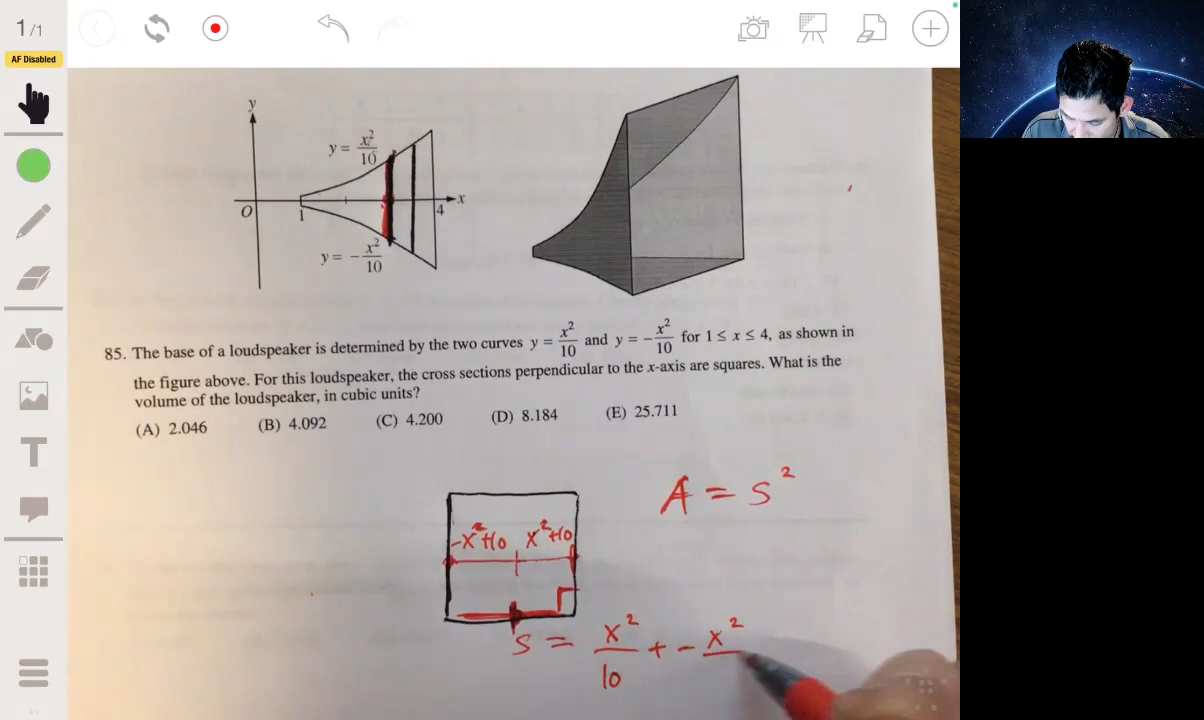 1/1
AF Disabled
y
y = x²/10
O
1
4
x
y = -x²/10
85. The base of a loudspeaker is determined by the two curves y = x²/10 and y = -x²/10 for 1 ≤ x ≤ 4, as shown in
the figure above. For this loudspeaker, the cross sections perpendicular to the x-axis are squares. What is the
volume of the loudspeaker, in cubic units?
(A) 2.046 (B) 4.092 (C) 4.200 (D) 8.184 (E) 25.711
A = s²
-x²+10 x²+10
s = x²/10 + - x²